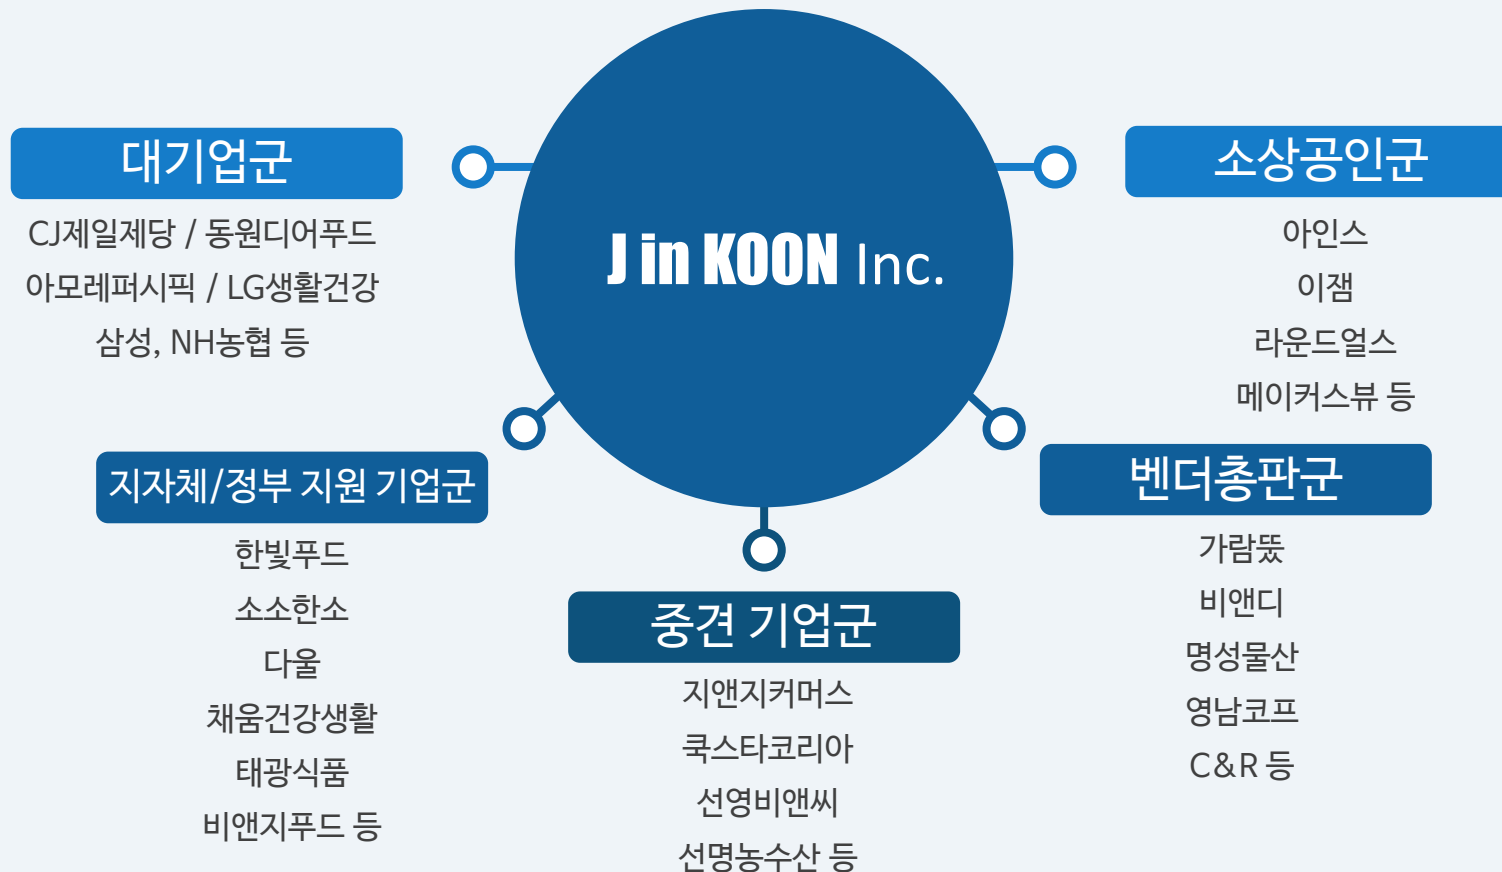 J in KOON Inc.
대기업군
CJ제일제당 / 동원디어푸드
아모레퍼시픽 / LG생활건강
삼성, NH농협 등
소상공인군
아인스
이잼
라운드얼스
메이커스뷰 등
지자체/정부 지원 기업군
한빛푸드
소소한소
다울
채움건강생활
태광식품
비앤지푸드 등
중견 기업군
지앤지커머스
쿡스타코리아
선영비앤씨
선명농수산 등
벤더총판군
가람뜼
비앤디
명성물산
영남코프
C&R 등